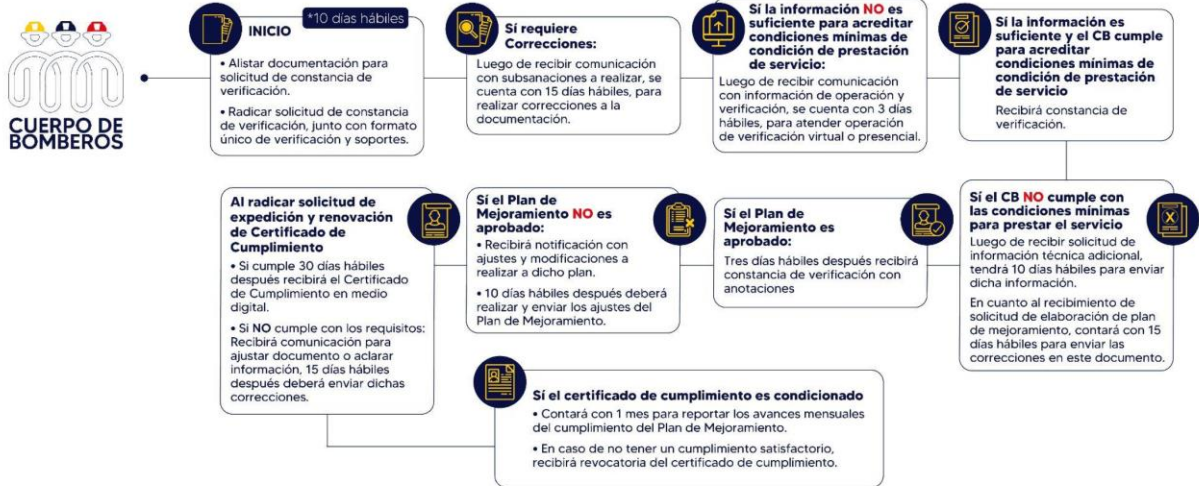 CUERPO DE
BOMBEROS
*10 días hábiles
INICIO
• Alistar documentación para
solicitud de constancia de
verificación.
• Radicar solicitud de constancia
de verificación, junto con formato
único de verificación y soportes.
Sí requiere
Correcciones:
Luego de recibir comunicación
con subsanaciones a realizar, se
cuenta con 15 días hábiles, para
realizar correcciones a la
documentación.
Sí la información NO es
suficiente para acreditar
condiciones mínimas de
condición de prestación
de servicio:
Luego de recibir comunicación
con información de operación y
verificación, se cuenta con 3 días
hábiles, para atender operación
de verificación virtual o presencial.
Sí la información es
suficiente y el CB cumple
para acreditar
condiciones mínimas de
condición de prestación
de servicio
Recibirá constancia de
verificación.
Al radicar solicitud de
expedición y renovación
de Certificado de
Cumplimiento
• Si cumple 30 días hábiles
después recibirá el Certificado
de Cumplimiento en medio
digital.
• Si NO cumple con los requisitos:
Recibirá comunicación para
ajustar documento o aclarar
información, 15 días hábiles
después deberá enviar dichas
correcciones.
Sí el Plan de
Mejoramiento NO es
aprobado:
• Recibirá notificación con
ajustes y modificaciones a
realizar a dicho plan.
• 10 días hábiles después deberá
realizar y enviar los ajustes del
Plan de Mejoramiento.
Sí el Plan de
Mejoramiento es
aprobado:
Tres días hábiles después recibirá
constancia de verificación con
anotaciones
Sí el CB NO cumple con
las condiciones mínimas
para prestar el servicio
Luego de recibir solicitud de
información técnica adicional,
tendrá 10 días hábiles para enviar
dicha información.
En cuanto al recibimiento de
solicitud de elaboración de plan
de mejoramiento, contará con 15
días hábiles para enviar las
correcciones en este documento.
Sí el certificado de cumplimiento es condicionado
• Contará con 1 mes para reportar los avances mensuales
del cumplimiento del Plan de Mejoramiento.
• En caso de no tener un cumplimiento satisfactorio,
recibirá revocatoria del certificado de cumplimiento.